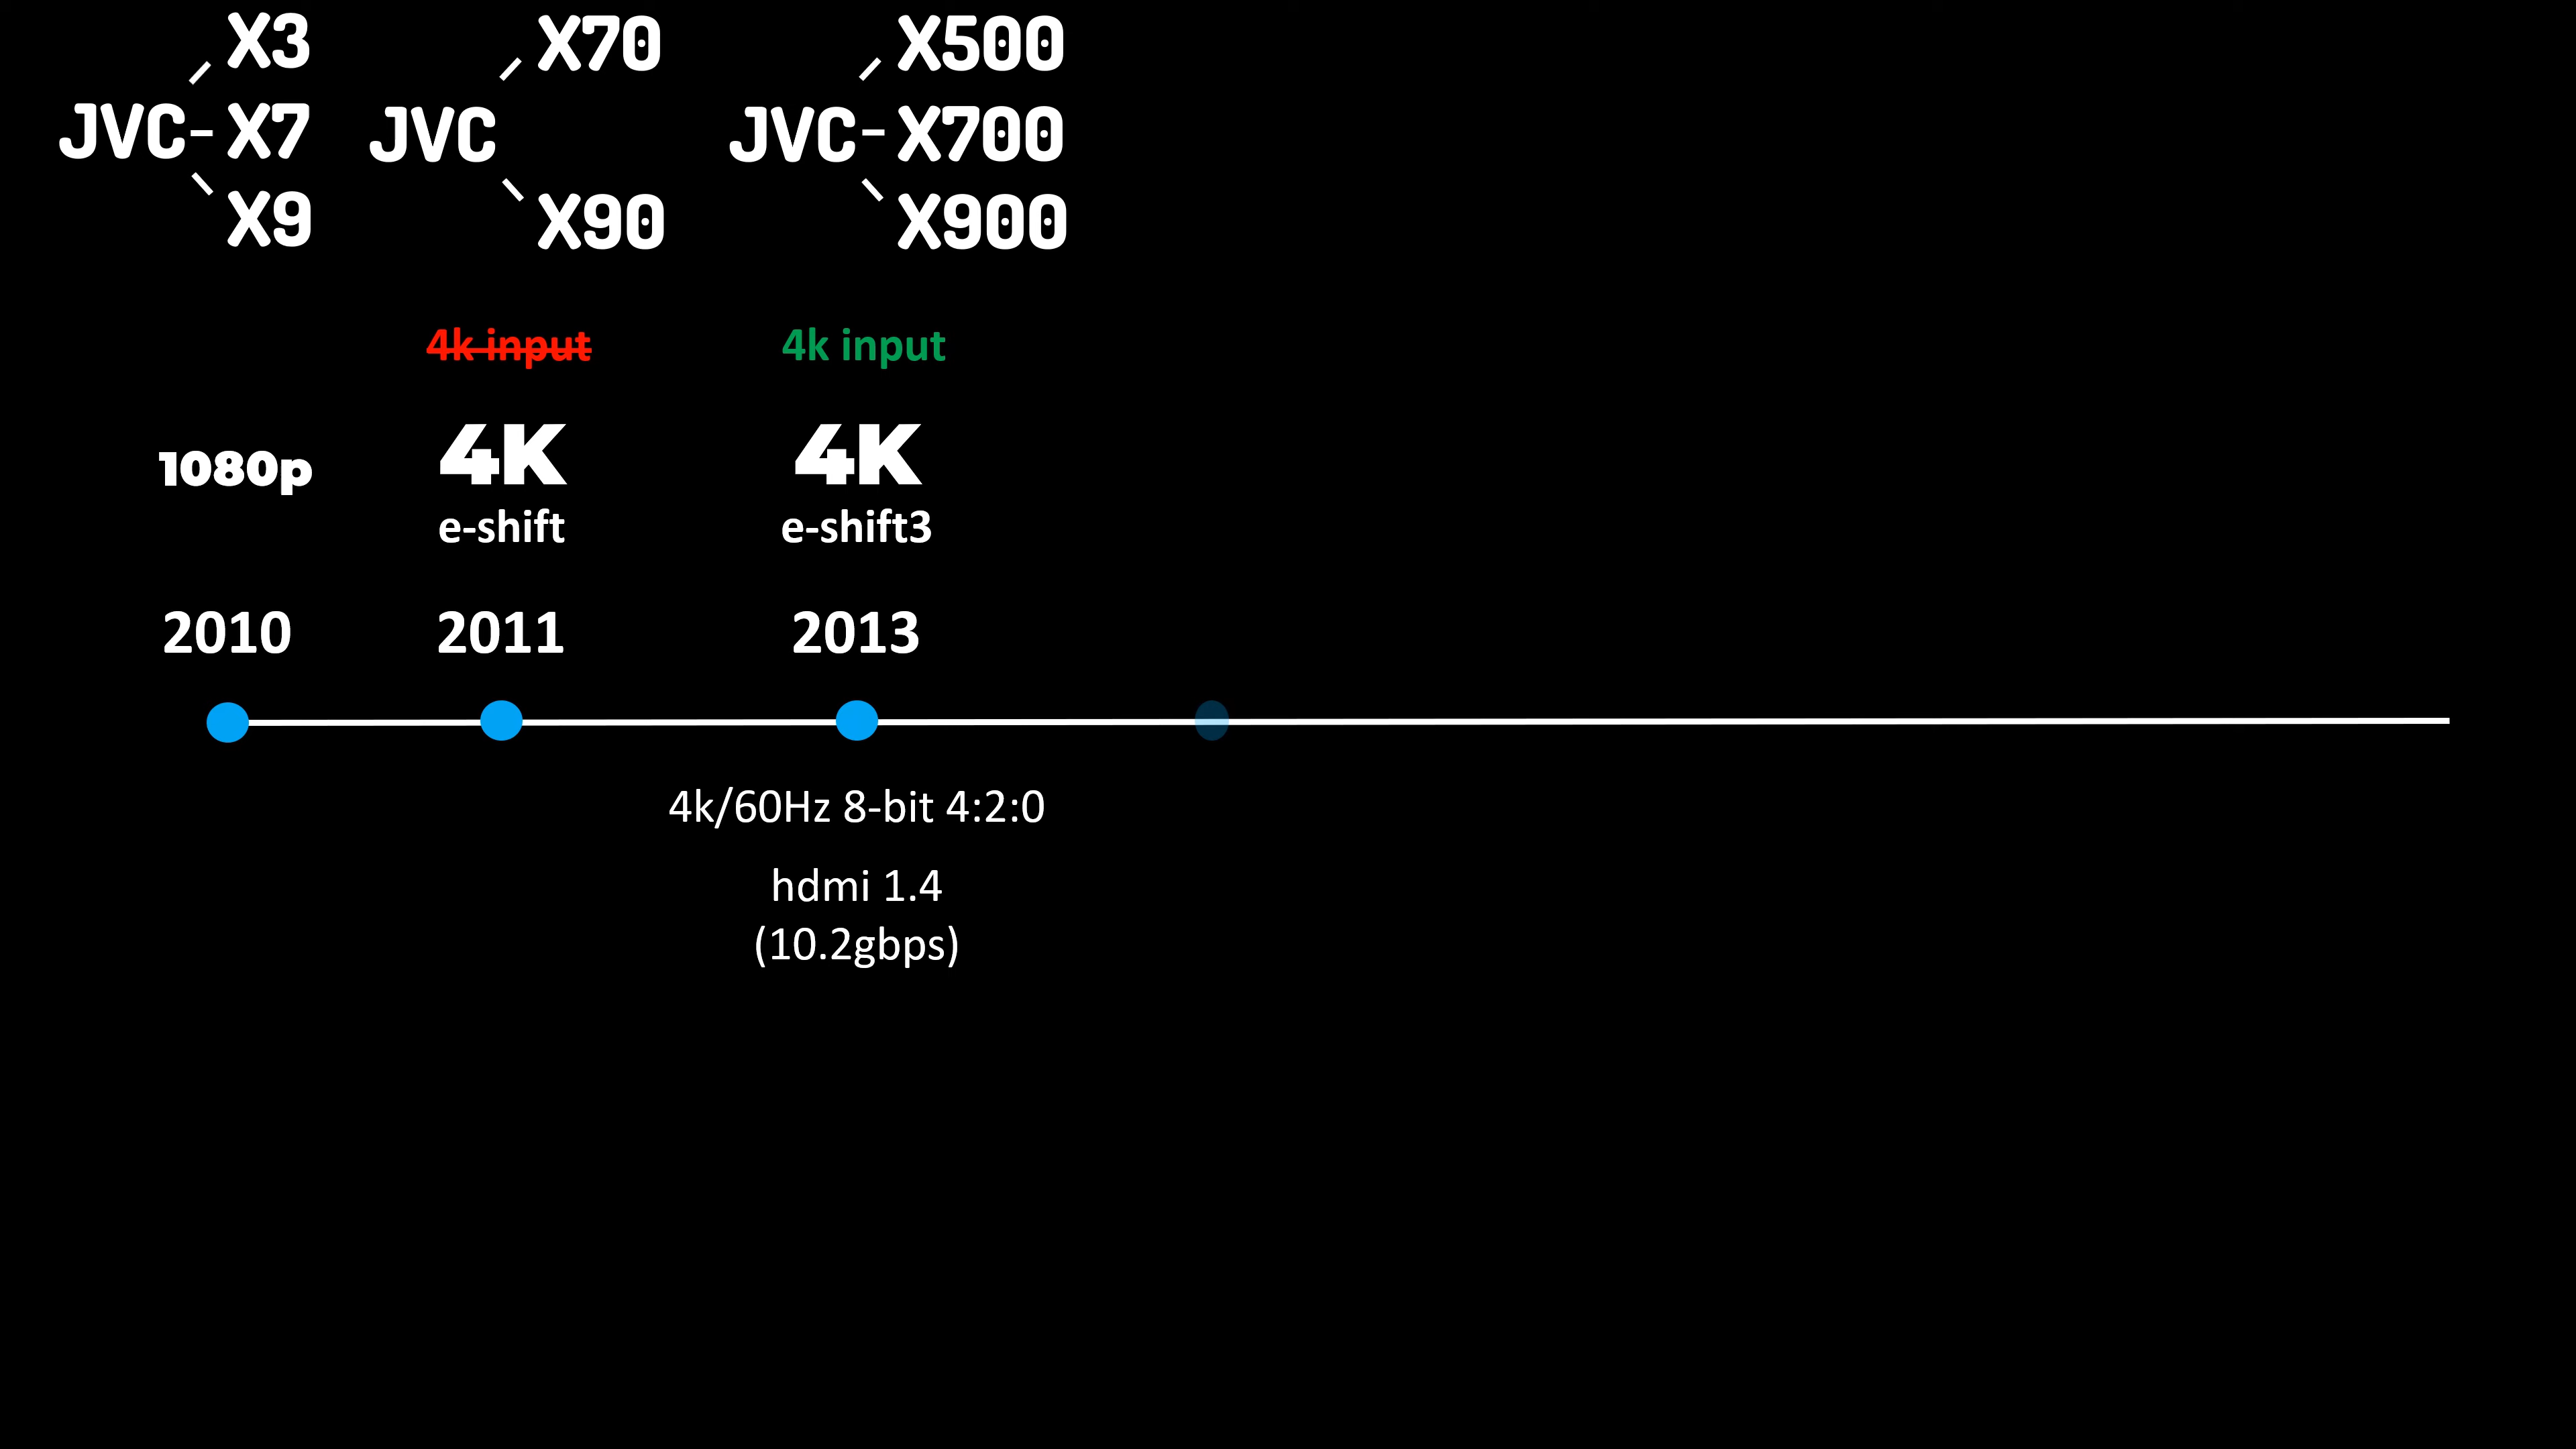 X3
JVC- X7
X9
X70
JVC
X90
X500
JVC- X700
X900
4k input
4k input
1080p
4K
e-shift
4K
e-shift3
2010
2011
2013
4k/60Hz 8-bit 4:2:0
hdmi 1.4
(10.2gbps)